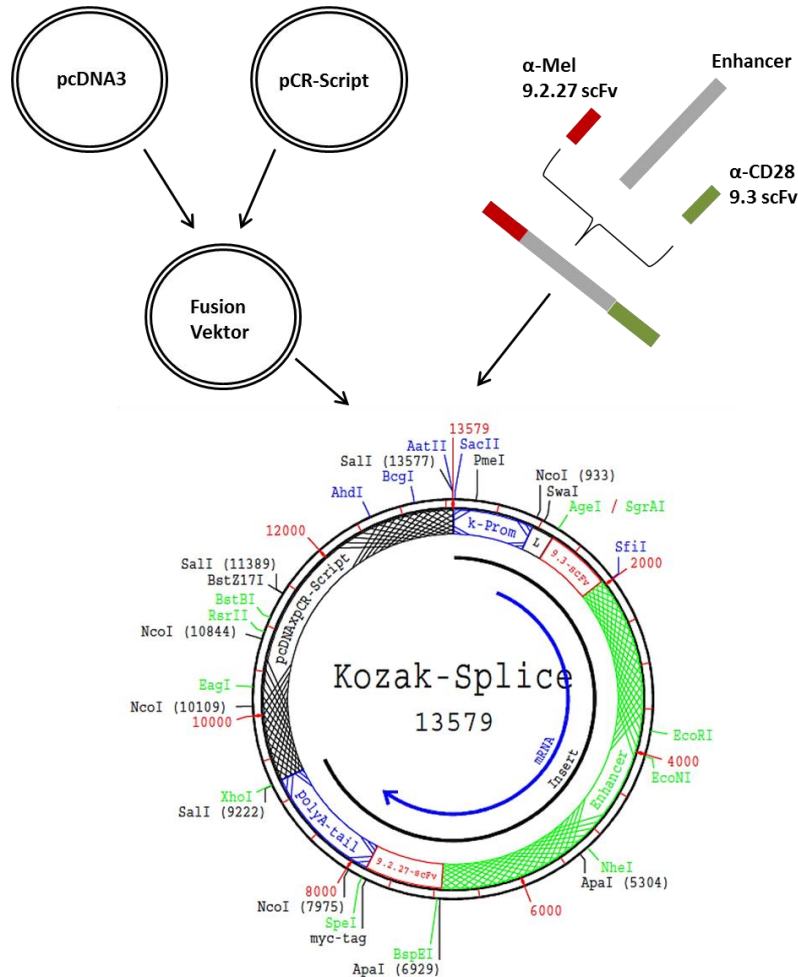 pcDNA3
pCR-Script
α-Mel
9.2.27 scFv
Enhancer
α-CD28
9.3 scFv
Fusion
Vektor
13579
AatII
SacII
SalI (13577)
PmeI
BcgI
NcoI (933)
AhdI
SwaI
AgeI / SgrAI
k-Prom
L
9.3-scFv
SfiI
12000
2000
SalI (11389)
BstZ17I
pcDNAxpCR-Script
BstBI
RsrII
NcoI (10844)
Kozak-Splice
13579
EagI
NcoI (10109)
10000
mRNA
Insert
Enhancer
EcoRI
4000
EcoNI
XhoI
SalI (9222)
polyA-tail
9.2.27-scFv
NheI
ApaI (5304)
8000
6000
NcoI (7975)
SpeI
myc-tag
BspEI
ApaI (6929)